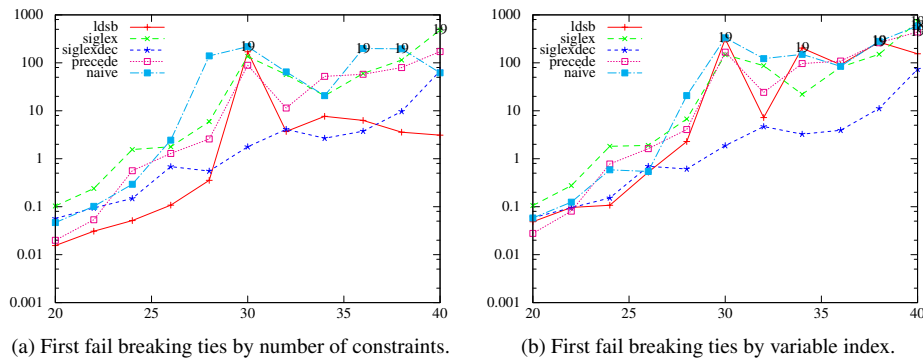 1000
100
10
1
0.1
0.01
0.001
20
25
30
35
40
ldsb
siglex
siglexdec
precede
naive
19
19
19
19
(a) First fail breaking ties by number of constraints.
1000
100
10
1
0.1
0.01
0.001
20
25
30
35
40
ldsb
siglex
siglexdec
precede
naive
19
19
19
(b) First fail breaking ties by variable index.